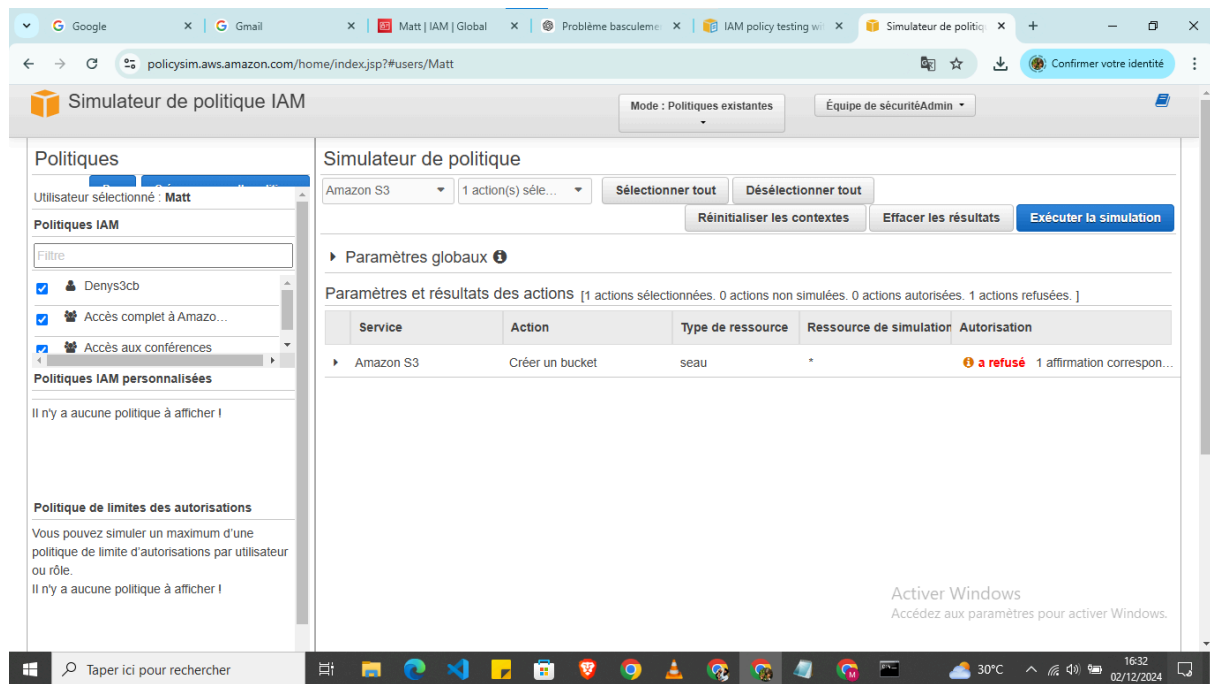 Google
Gmail
Matt | IAM | Global
Problème basculeme
IAM policy testing wi
Simulateur de politiq
policysim.aws.amazon.com/home/index.jsp?#users/Matt
Confirmer votre identité
Simulateur de politique IAM
Mode : Politiques existantes
Équipe de sécuritéAdmin
Politiques
Utilisateur sélectionné : Matt
Politiques IAM
Filtre
Denys3cb
Accès complet à Amazo...
Accès aux conférences
Politiques IAM personnalisées
Il n'y a aucune politique à afficher !
Politique de limites des autorisations
Vous pouvez simuler un maximum d'une
politique de limite d'autorisations par utilisateur
ou rôle.
Il n'y a aucune politique à afficher !
Simulateur de politique
Amazon S3
1 action(s) séle...
Sélectionner tout
Désélectionner tout
Réinitialiser les contextes
Effacer les résultats
Exécuter la simulation
Paramètres globaux
Paramètres et résultats des actions [1 actions sélectionnées. 0 actions non simulées. 0 actions autorisées. 1 actions refusées. ]
Service Action Type de ressource Ressource de simulation Autorisation
Amazon S3 Créer un bucket seau * a refusé 1 affirmation correspon...
Activer Windows
Accédez aux paramètres pour activer Windows.
Taper ici pour rechercher
30°C
16:32
02/12/2024